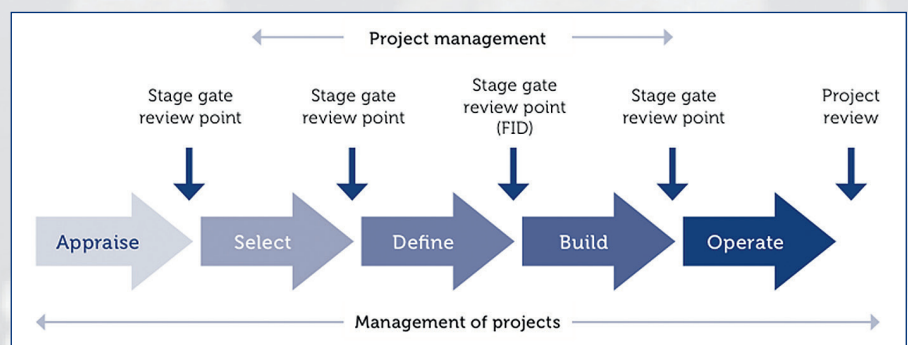 Project management
Stage gate
review point
Stage gate
review point
Stage gate
review point
(FID)
Stage gate
review point
Project
review
Appraise
Select
Define
Build
Operate
Management of projects